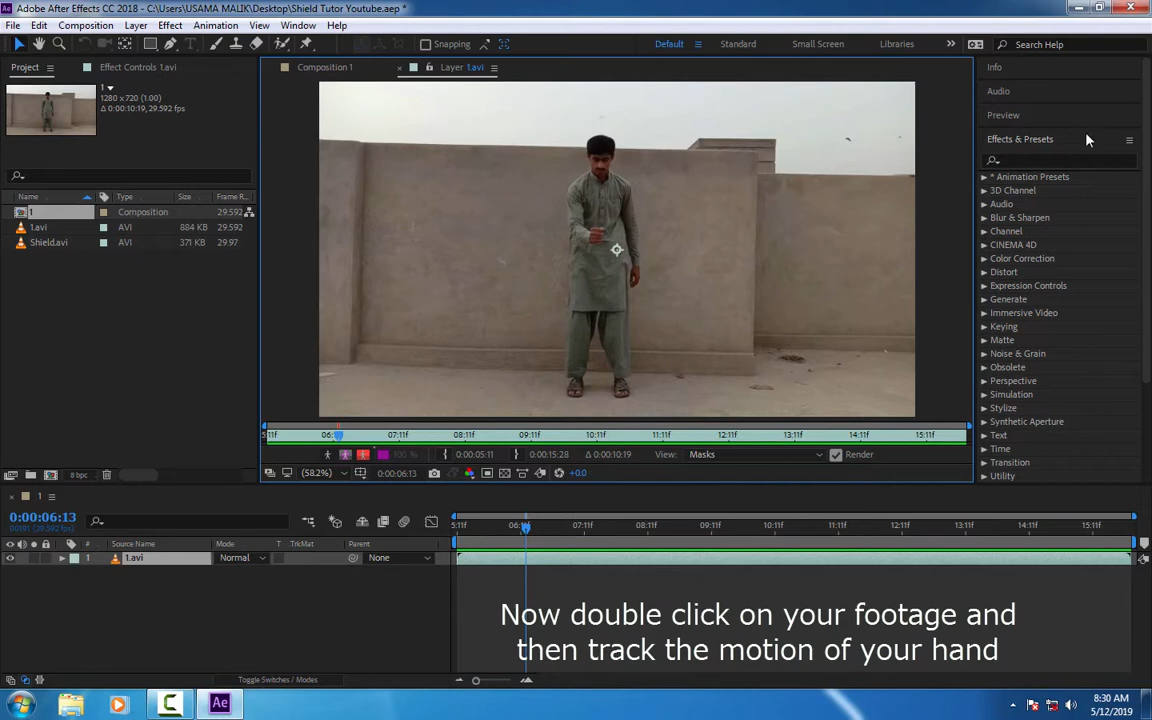 Adobe After Effects CC 2018 - C:\Users\USAMA MALIK\Desktop\Shield Tutor Youtube.aep *
File Edit Composition Layer Effect Animation View Window Help
Snapping Default Standard Small Screen Libraries Search Help
Project Effect Controls 1.avi Composition 1 Layer 1.avi Info
1
1280 x 720 (1.00)
Δ 0:00:10:19, 29.592 fps
Audio
Preview
Effects & Presets
Name Type Size Frame R...
1 Composition 29.592
1.avi AVI 884 KB 29.592
Shield.avi AVI 371 KB 29.97
* Animation Presets
3D Channel
Audio
Blur & Sharpen
Channel
CINEMA 4D
Color Correction
Distort
Expression Controls
Generate
Immersive Video
Keying
Matte
Noise & Grain
Obsolete
Perspective
Simulation
Stylize
Synthetic Aperture
Text
Time
Transition
Utility
5:11f 06:11f 07:11f 08:11f 09:11f 10:11f 11:11f 12:11f 13:11f 14:11f 15:11f
100 % 0:00:05:11 0:00:15:28 Δ 0:00:10:19 View: Masks Render
8 bpc (58.2%) 0:00:06:13 +0.0
1
0:00:06:13
00191 (29.592 fps)
5:11f 06:11f 07:11f 08:11f 09:11f 10:11f 11:11f 12:11f 13:11f 14:11f 15:11f
# Source Name Mode T TrkMat Parent
1 1.avi Normal None
Now double click on your footage and
then track the motion of your hand
Toggle Switches / Modes
Ae
8:30 AM
5/12/2019